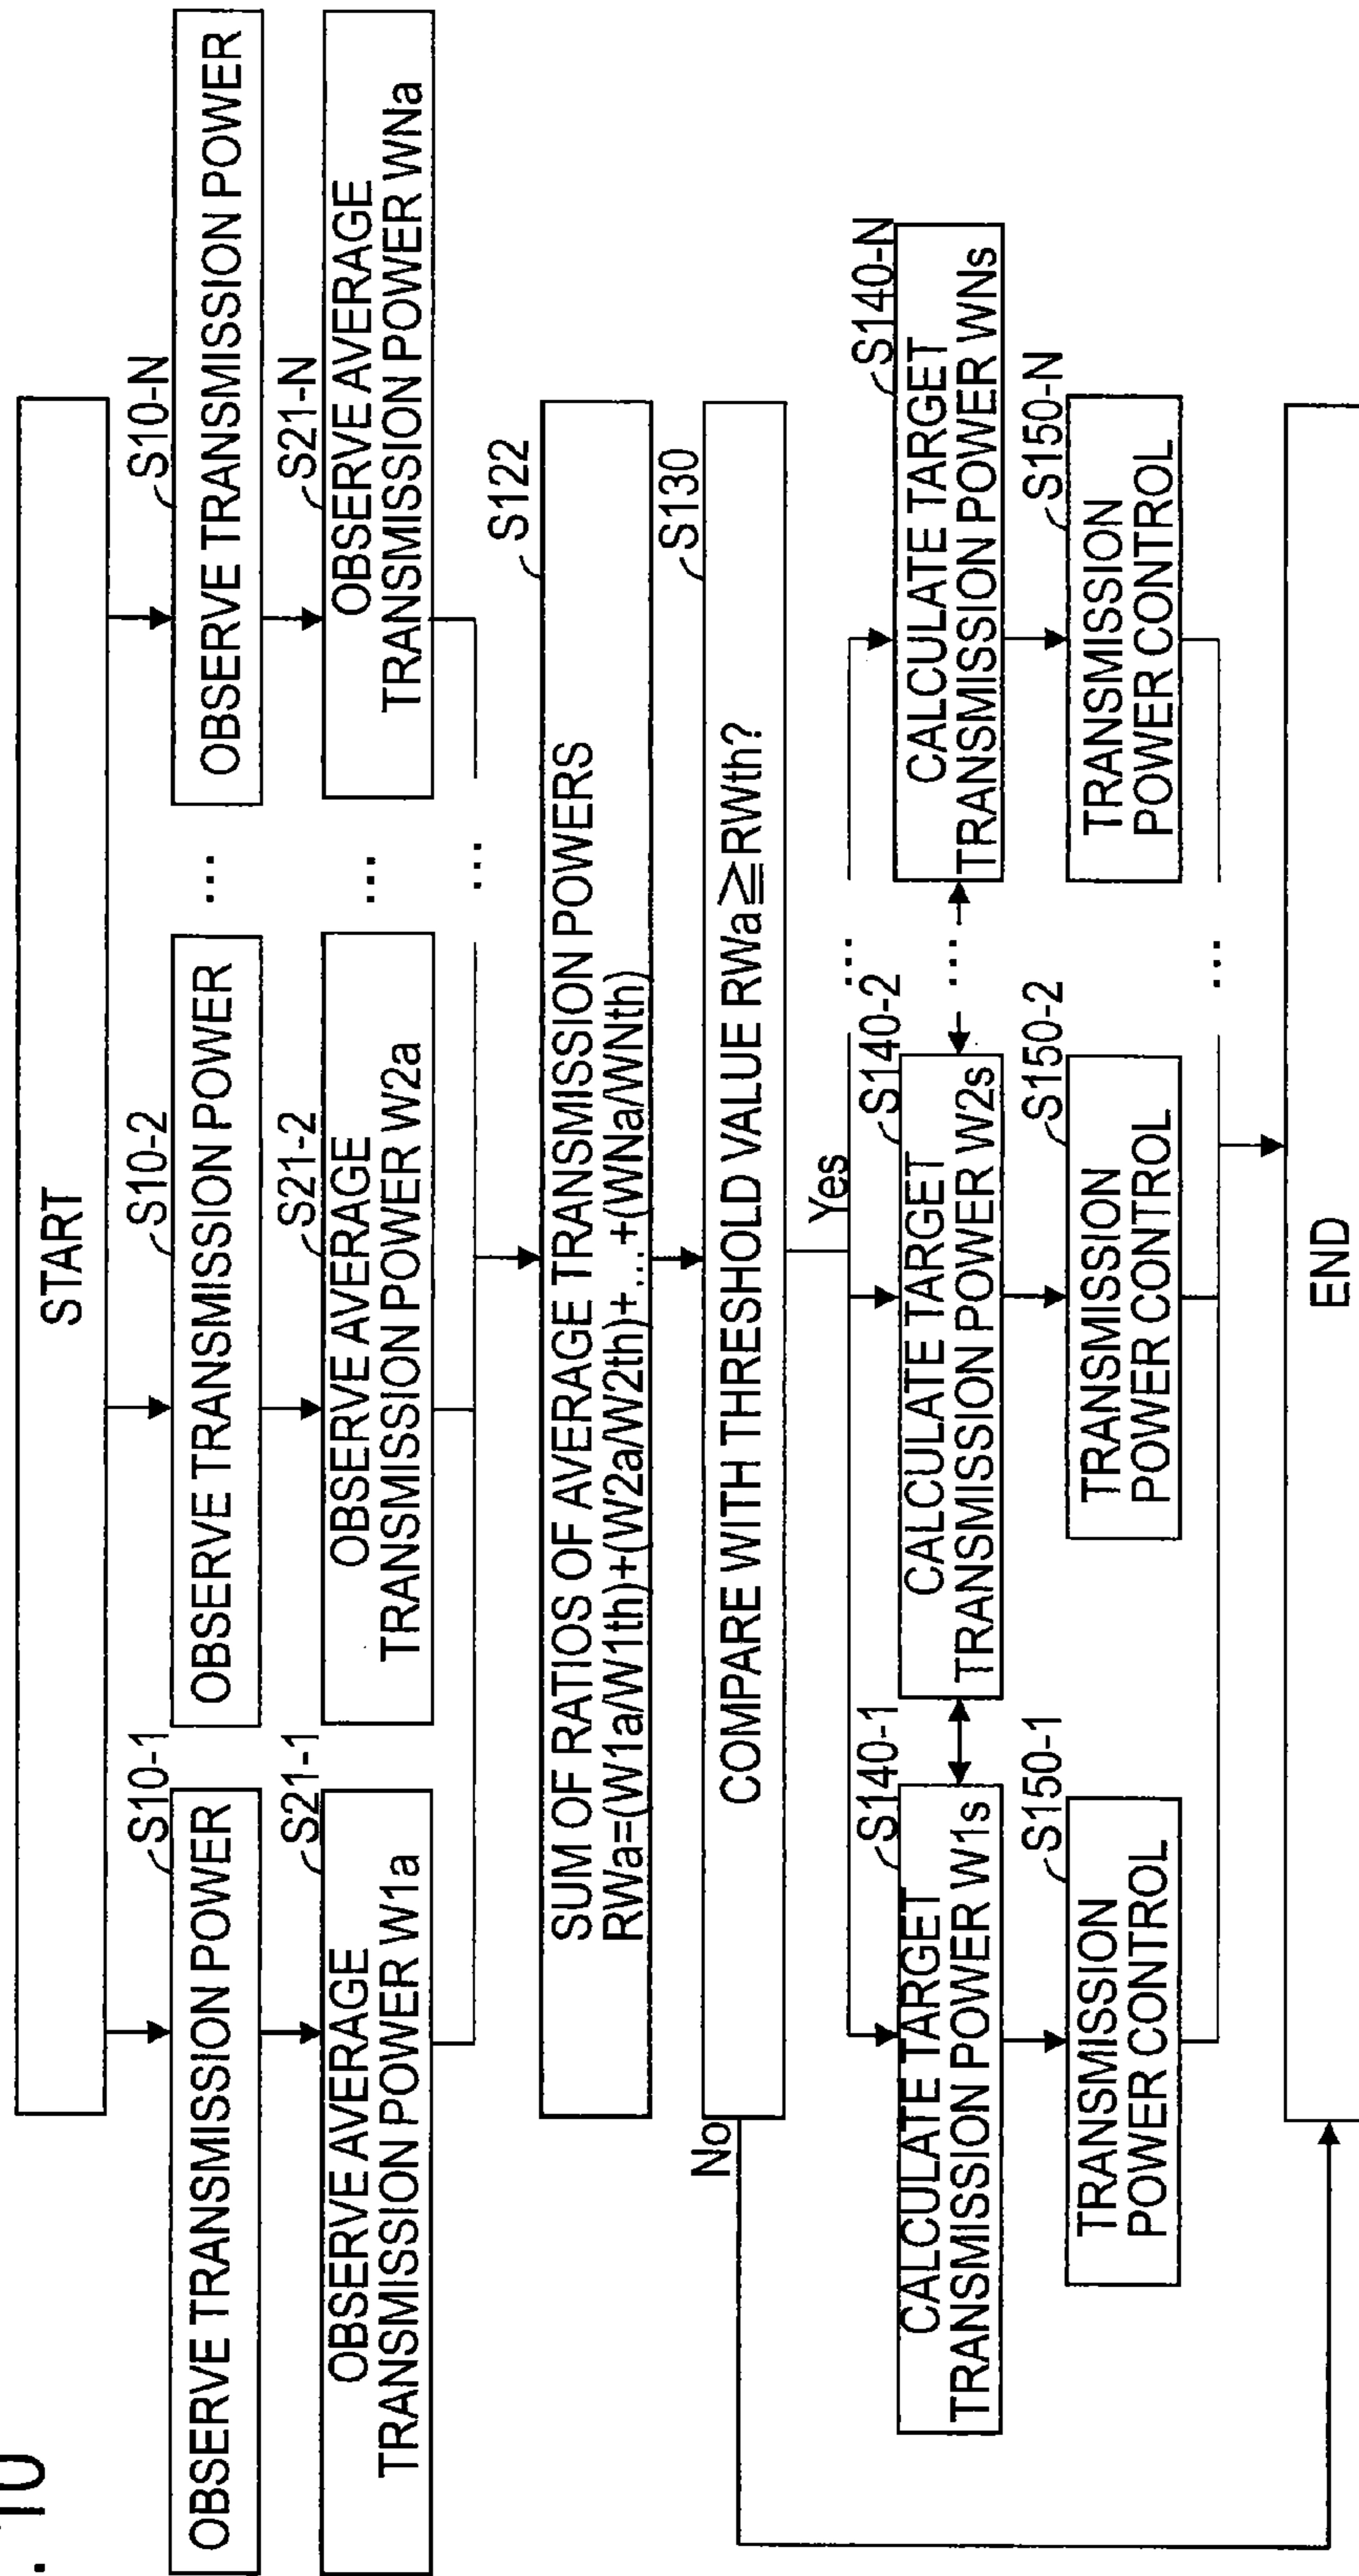 . 10
START
S10-1
S10-2
S10-N
OBSERVE TRANSMISSION POWER
OBSERVE TRANSMISSION POWER
...
OBSERVE TRANSMISSION POWER
S21-1
S21-2
S21-N
OBSERVE AVERAGE
TRANSMISSION POWER W1a
OBSERVE AVERAGE
TRANSMISSION POWER W2a
...
OBSERVE AVERAGE
TRANSMISSION POWER WNa
...
S122
SUM OF RATIOS OF AVERAGE TRANSMISSION POWERS
RWa=(W1a/W1th)+(W2a/W2th)+...+(WNa/WNth)
S130
COMPARE WITH THRESHOLD VALUE RWa≧RWth?
No
Yes
...
S140-1
S140-2
S140-N
CALCULATE TARGET
TRANSMISSION POWER W1s
CALCULATE TARGET
TRANSMISSION POWER W2s
...
CALCULATE TARGET
TRANSMISSION POWER WNs
S150-1
S150-2
S150-N
TRANSMISSION
POWER CONTROL
TRANSMISSION
POWER CONTROL
TRANSMISSION
POWER CONTROL
...
END